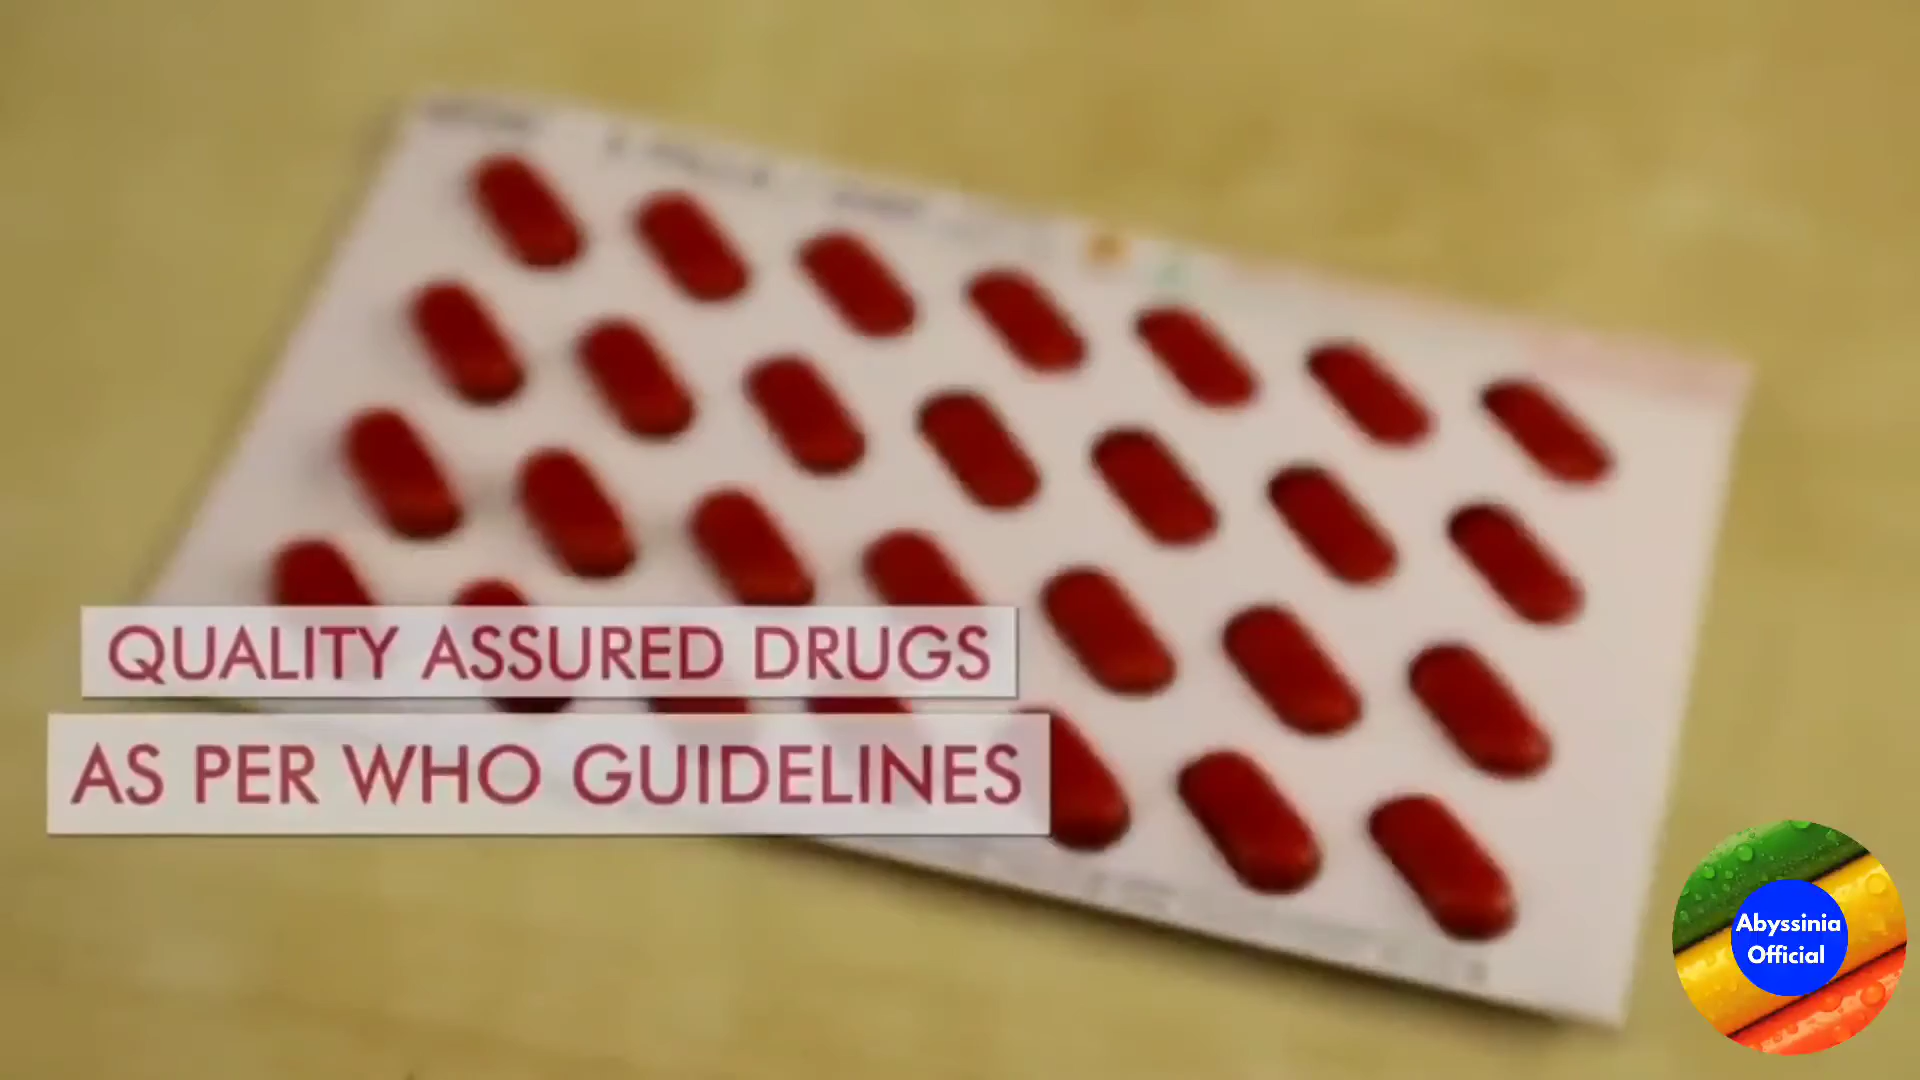 QUALITY ASSURED DRUGS
AS PER WHO GUIDELINES
Abyssinia
Official